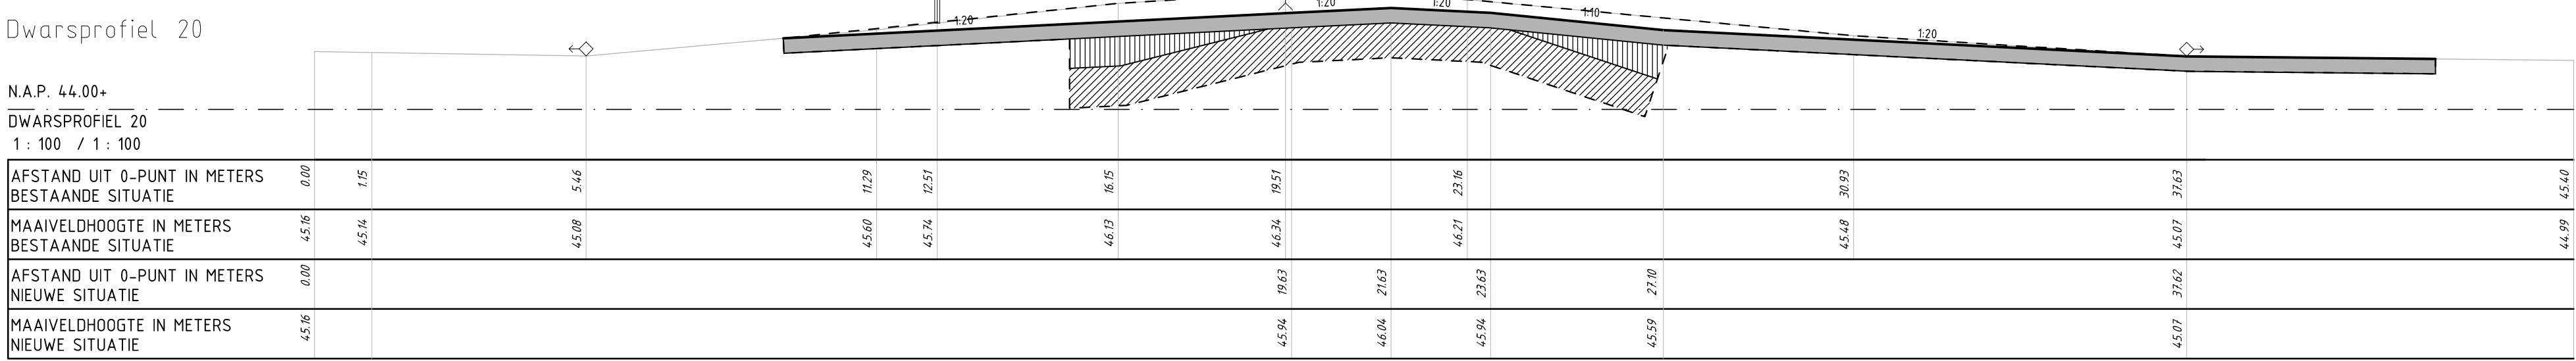 1:20
1:20
Dwarsprofiel 20
1:20
1:10
1:20
N.A.P. 44.00+
DWARSPROFIEL 20
1 : 100 / 1 : 100
AFSTAND UIT 0-PUNT IN METERS
BESTAANDE SITUATIE
0.00 1.15 5.46 11.29 12.51 16.15 19.51 23.16 30.93 37.63 45.40
MAAIVELDHOOGTE IN METERS
BESTAANDE SITUATIE
45.16 45.14 45.08 45.60 45.74 46.13 46.34 46.21 45.48 45.07 44.99
AFSTAND UIT 0-PUNT IN METERS
NIEUWE SITUATIE
0.00 19.63 21.63 23.63 27.10 37.62
MAAIVELDHOOGTE IN METERS
NIEUWE SITUATIE
45.16 45.94 46.04 45.94 45.59 45.07